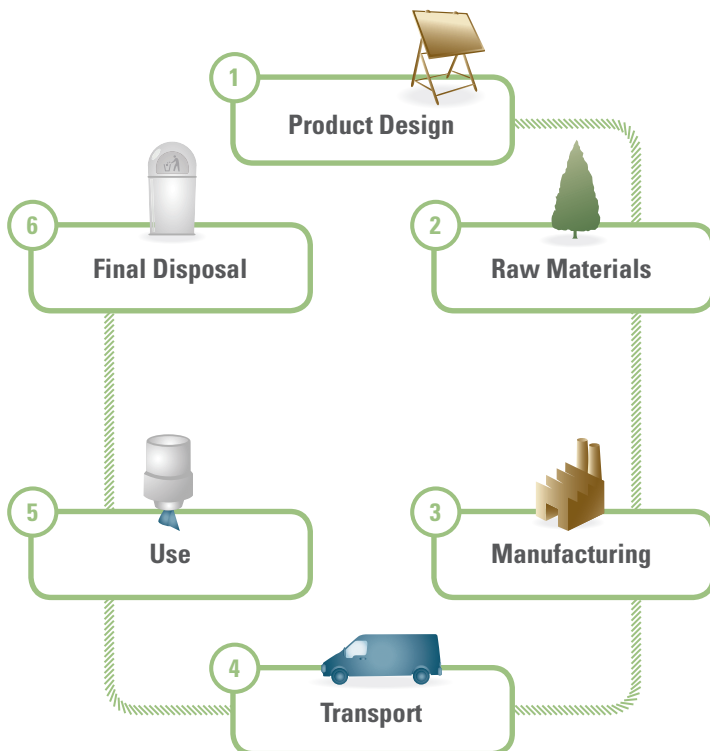 1
Product Design
2
Raw Materials
3
Manufacturing
4
Transport
5
Use
6
Final Disposal